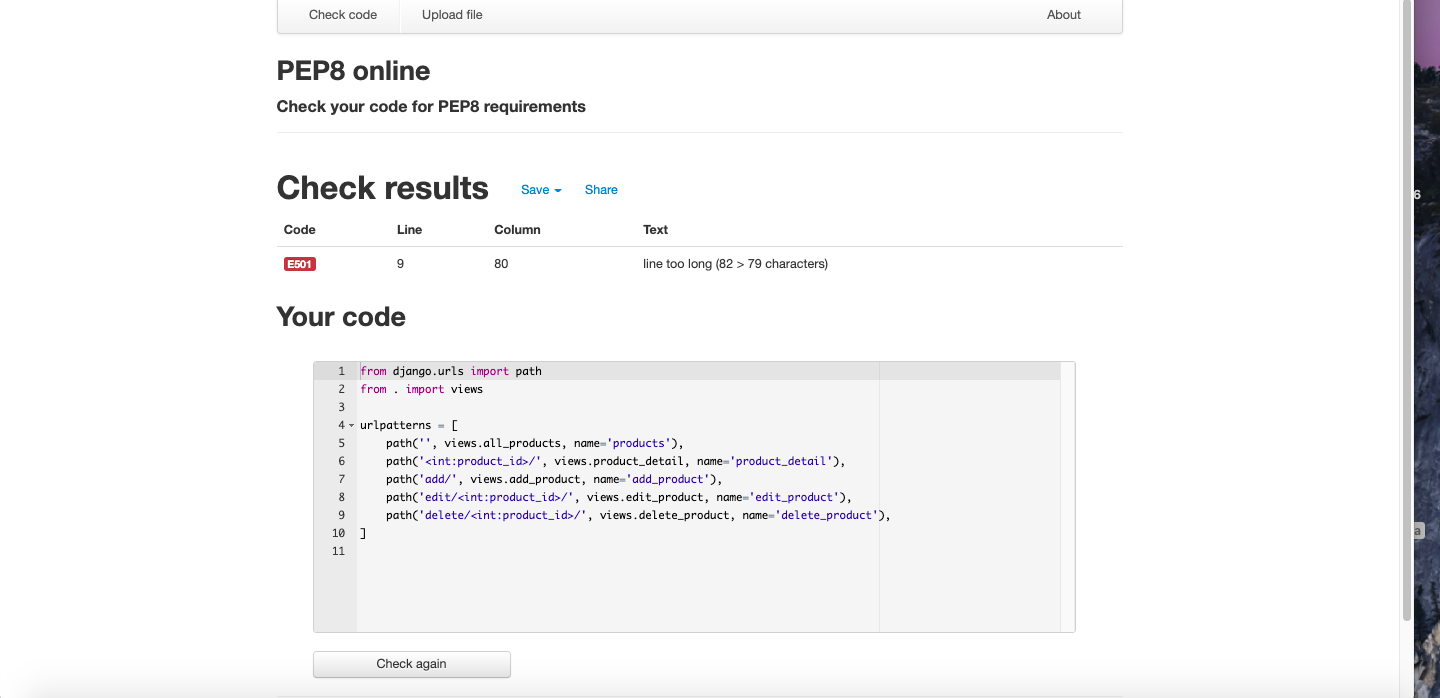 Check code Upload file About
PEP8 online
Check your code for PEP8 requirements
Check results Save Share
Code Line Column Text
E501 9 80 line too long (82 > 79 characters)
Your code
1 from django.urls import path
2 from . import views
3
4 urlpatterns = [
5 path('', views.all_products, name='products'),
6 path('<int:product_id>/', views.product_detail, name='product_detail'),
7 path('add/', views.add_product, name='add_product'),
8 path('edit/<int:product_id>/', views.edit_product, name='edit_product'),
9 path('delete/<int:product_id>/', views.delete_product, name='delete_product'),
10 ]
11
Check again
6
a